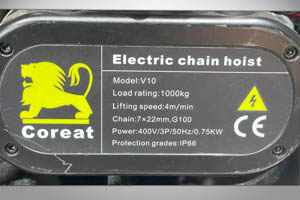 Electric chain hoist
Model:V10
Load rating:1000kg
Lifting speed:4m/min
Chain:7×22mm,G100
Power:400V/3P/50Hz/0.75KW
Protection grades:IP66
Coreat
CE